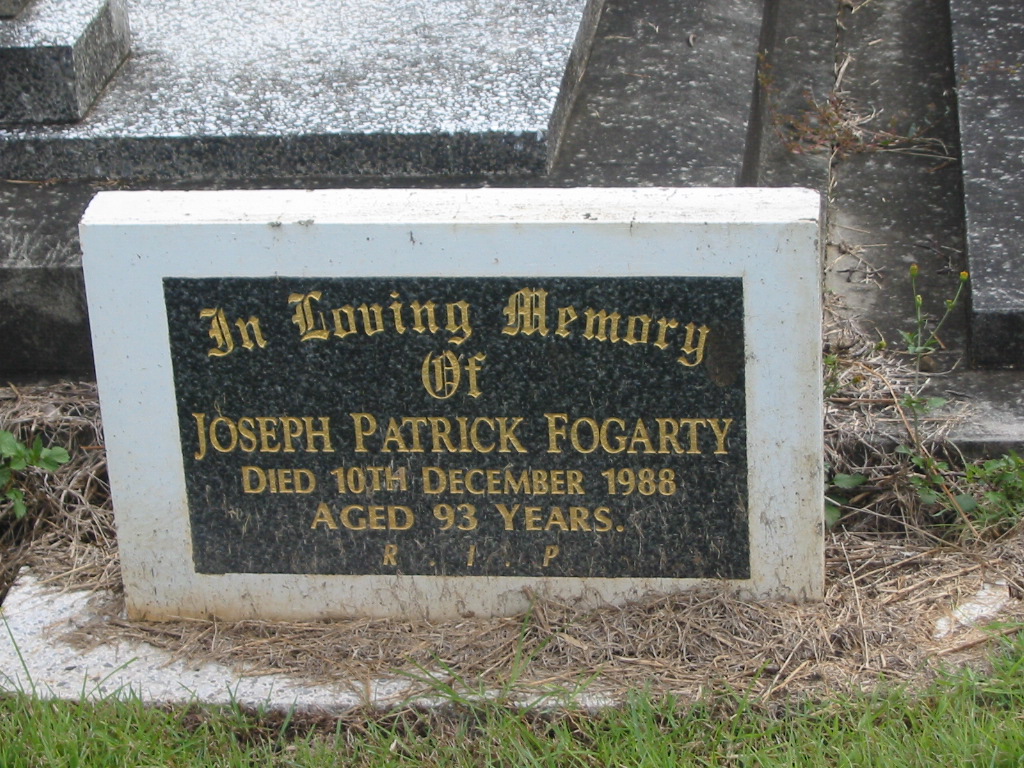 In Loving Memory
Of
JOSEPH PATRICK FOGARTY
DIED 10TH DECEMBER 1988
AGED 93 YEARS.
R . I . P